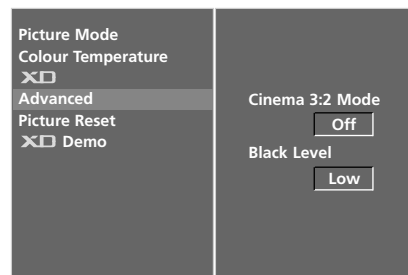 Picture Mode
Colour Temperature
XD
Advanced
Picture Reset
XD Demo
Cinema 3:2 Mode
Off
Black Level
Low